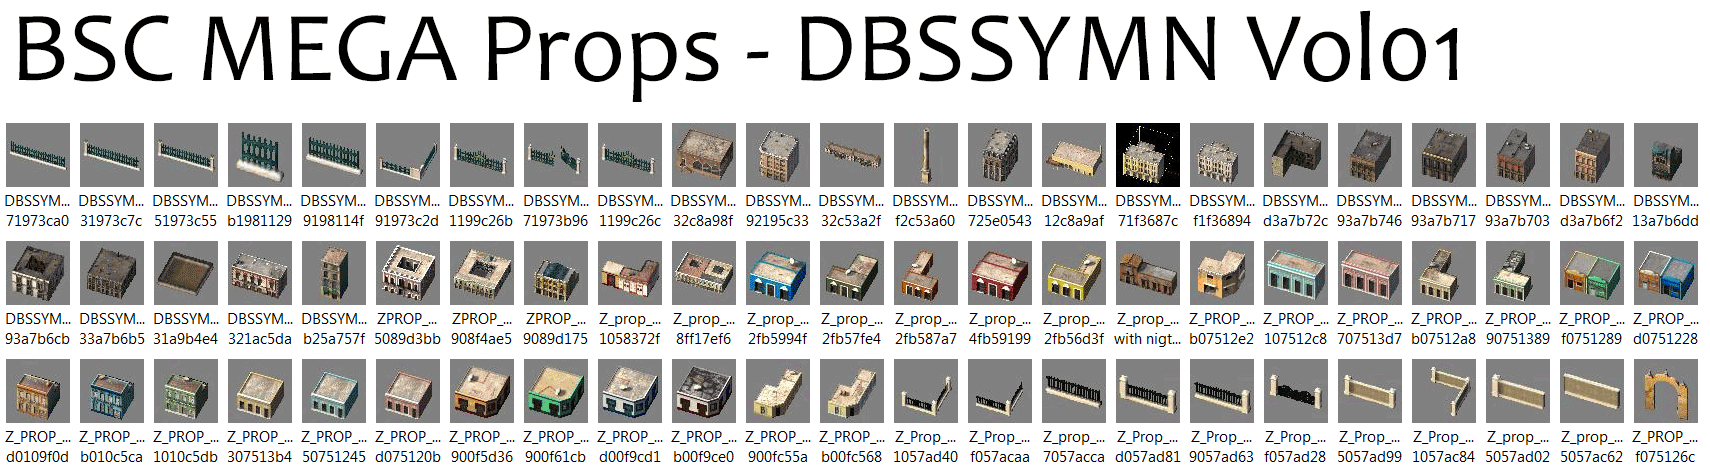 BSC MEGA Props - DBSSYMN Vol01
DBSSYM... DBSSYM... DBSSYM... DBSSYM... DBSSYM... DBSSYM... DBSSYM... DBSSYM... DBSSYM... DBSSYM... DBSSYM... DBSSYM... DBSSYM... DBSSYM... DBSSYM... DBSSYM... DBSSYM... DBSSYM... DBSSYM... DBSSYM... DBSSYM... DBSSYM... DBSSYM...
71973ca0 31973c7c 51973c55 b1981129 9198114f 91973c2d 1199c26b 71973b96 1199c26c 32c8a98f 92195c33 32c53a2f f2c53a60 725e0543 12c8a9af 71f3687c f1f36894 d3a7b72c 93a7b746 93a7b717 93a7b703 d3a7b6f2 13a7b6dd
DBSSYM... DBSSYM... DBSSYM... DBSSYM... DBSSYM... ZPROP_... ZPROP_... ZPROP_... Z_prop_... Z_prop_... Z_prop_... Z_prop_... Z_prop_... Z_prop_... Z_prop_... Z_prop_... Z_PROP_... Z_PROP_... Z_PROP_... Z_PROP_... Z_PROP_... Z_PROP_... Z_PROP_...
93a7b6cb 33a7b6b5 31a9b4e4 321ac5da b25a757f 5089d3bb 908f4ae5 9089d175 1058372f 8ff17ef6 2fb5994f 2fb57fe4 2fb587a7 4fb59199 2fb56d3f with nigt... b07512e2 107512c8 707513d7 b07512a8 90751389 f0751289 d0751228
Z_PROP_... Z_PROP_... Z_PROP_... Z_PROP_... Z_PROP_... Z_PROP_... Z_PROP_... Z_PROP_... Z_PROP_... Z_PROP_... Z_PROP_... Z_PROP_... Z_Prop_... Z_Prop_... Z_prop_... Z_Prop_... Z_Prop_... Z_Prop_... Z_Prop_... Z_Prop_... Z_prop_... Z_prop_... Z_PROP_...
d0109f0d b010c5ca 1010c5db 307513b4 50751245 d075120b 900f5d36 900f61cb d00f9cd1 b00f9ce0 900fc55a b00fc568 1057ad40 f057acaa 7057acca d057ad81 9057ad63 f057ad28 5057ad99 1057ac84 5057ad02 5057ac62 f075126c